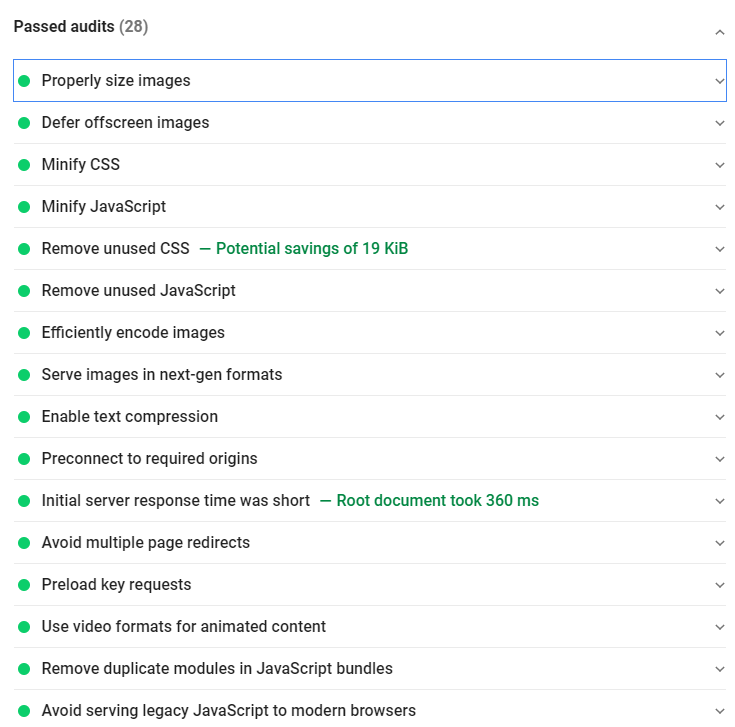 Passed audits (28)
Properly size images
Defer offscreen images
Minify CSS
Minify JavaScript
Remove unused CSS — Potential savings of 19 KiB
Remove unused JavaScript
Efficiently encode images
Serve images in next-gen formats
Enable text compression
Preconnect to required origins
Initial server response time was short — Root document took 360 ms
Avoid multiple page redirects
Preload key requests
Use video formats for animated content
Remove duplicate modules in JavaScript bundles
Avoid serving legacy JavaScript to modern browsers